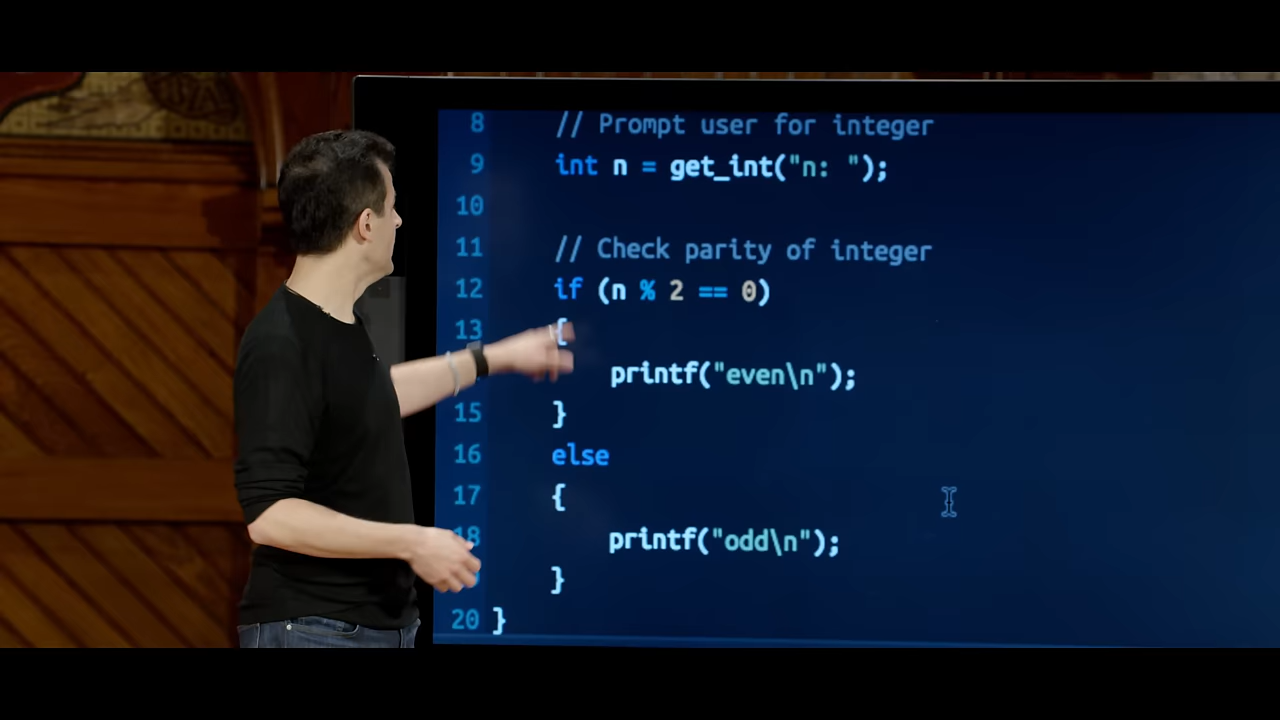 8 // Prompt user for integer
9 int n = get_int("n: ");
10
11 // Check parity of integer
12 if (n % 2 == 0)
13 {
printf("even\n");
15 }
16 else
17 {
18 printf("odd\n");
}
20 }